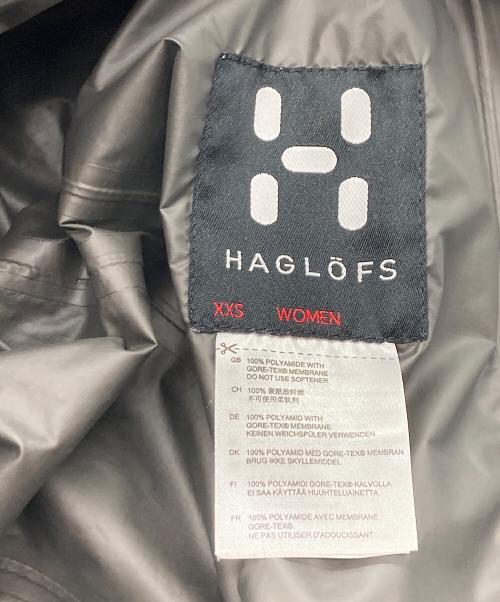 HAGLÖFS
XXS WOMEN
GB 100% POLYAMIDE WITH
GORE-TEX® MEMBRANE
DO NOT USE SOFTENER
CH 100% 聚酰胺纤维
不可使用柔软剂
DE 100% POLYAMID WITH
GORE-TEX® MEMBRANE
KEINEN WEICHSPÜLER VERWENDEN
DK 100% POLYAMID MED GORE-TEX® MEMBRAN
BRUG IKKE SKYLLEMIDDEL
FI 100% POLYAMIDI GORE-TEX® KALVOLLA
EI SAA KÄYTTÄÄ HUUHTELUAINETTA
FR 100% POLYAMIDE AVEC MEMBRANE
GORE-TEX®
NE PAS UTILISER D'ADOUCISSANT